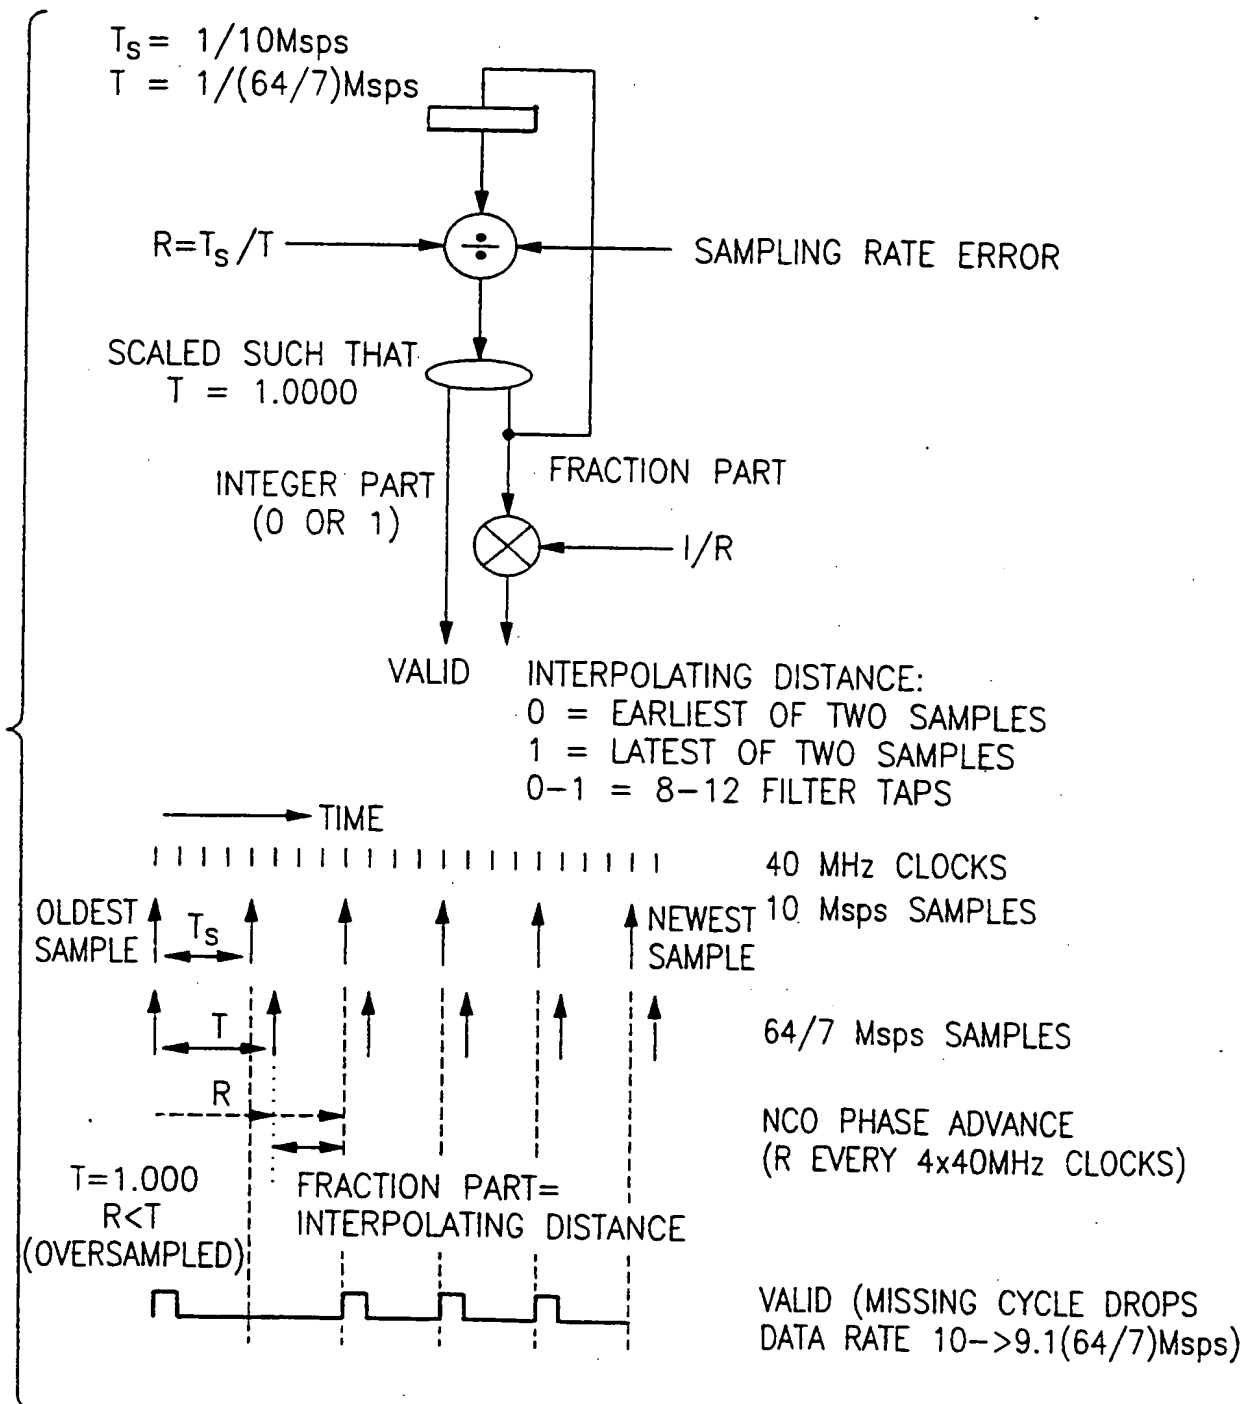 Ts = 1/10Msps
T = 1/(64/7)Msps
R=Ts/T
÷
SAMPLING RATE ERROR
SCALED SUCH THAT
T = 1.0000
INTEGER PART
(0 OR 1)
FRACTION PART
I/R
VALID
INTERPOLATING DISTANCE:
0 = EARLIEST OF TWO SAMPLES
1 = LATEST OF TWO SAMPLES
0-1 = 8-12 FILTER TAPS
TIME
40 MHz CLOCKS
OLDEST
SAMPLE
Ts
NEWEST
SAMPLE
10 Msps SAMPLES
T
64/7 Msps SAMPLES
R
NCO PHASE ADVANCE
(R EVERY 4x40MHz CLOCKS)
T=1.000
R<T
(OVERSAMPLED)
FRACTION PART=
INTERPOLATING DISTANCE
VALID (MISSING CYCLE DROPS
DATA RATE 10->9.1(64/7)Msps)